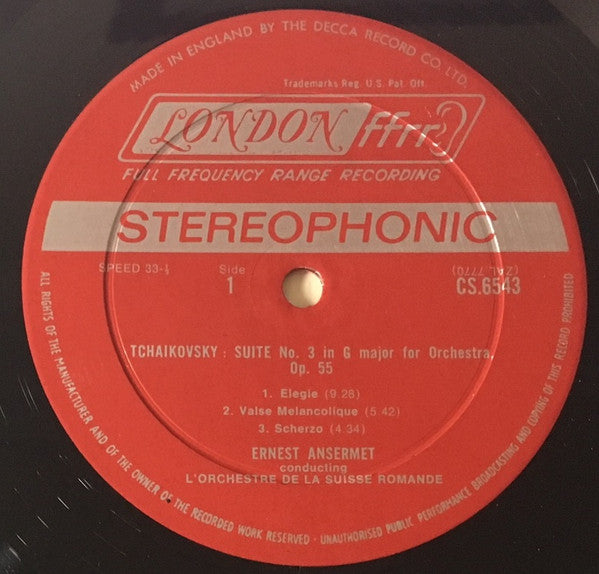 MADE IN ENGLAND BY THE DECCA RECORD CO. LTD.
Trademarks Reg. U.S. Pat. Off.
LONDON ffrr
FULL FREQUENCY RANGE RECORDING
STEREOPHONIC
SPEED 33-⅓ Side (ZAL 7770)
1 CS.6543
TCHAIKOVSKY : SUITE No. 3 in G major for Orchestra,
Op. 55
1. Elegie (9.28)
2. Valse Melancolique (5.42)
3. Scherzo (4.34)
ERNEST ANSERMET
conducting
L'ORCHESTRE DE LA SUISSE ROMANDE
ALL RIGHTS OF THE MANUFACTURER AND OF THE OWNER OF THE RECORDED WORK RESERVED · UNAUTHORISED PUBLIC PERFORMANCE BROADCASTING AND COPYING OF THIS RECORD PROHIBITED